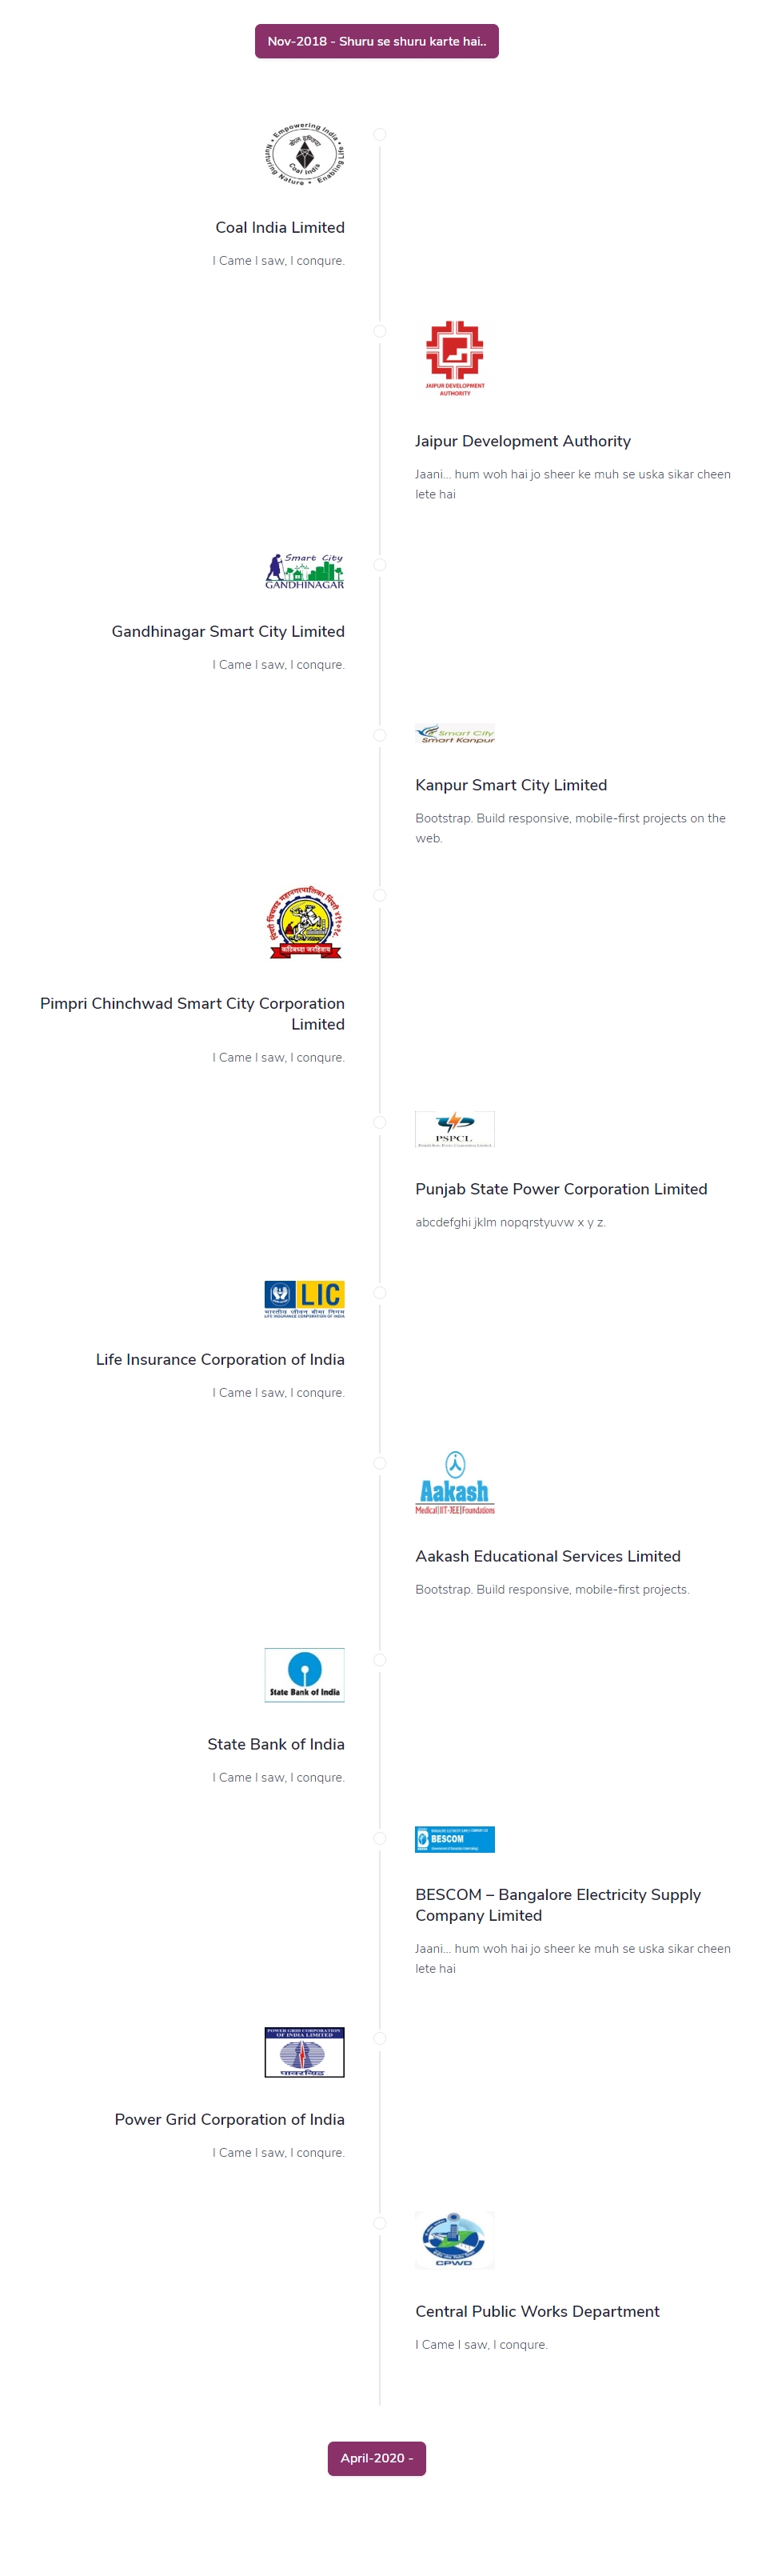 Nov-2018 - Shuru se shuru karte hai..
Empowering India • Enabling Life • Nurturing Nature •
कोल इण्डिया
Coal India
Coal India Limited
I Came I saw, I conqure.
JAIPUR DEVELOPMENT
AUTHORITY
Jaipur Development Authority
Jaani... hum woh hai jo sheer ke muh se uska sikar cheen
lete hai
Smart City
GANDHINAGAR
Gandhinagar Smart City Limited
I Came I saw, I conqure.
Smart City
Smart Kanpur
Kanpur Smart City Limited
Bootstrap. Build responsive, mobile-first projects on the
web.
Pimpri Chinchwad Smart City Corporation
Limited
I Came I saw, I conqure.
PSPCL
Punjab State Power Corporation Limited
abcdefghi jklm nopqrstyuvw x y z.
LIC
भारतीय जीवन बीमा निगम
LIFE INSURANCE CORPORATION OF INDIA
Life Insurance Corporation of India
I Came I saw, I conqure.
Aakash
Medical|IIT-JEE|Foundations
Aakash Educational Services Limited
Bootstrap. Build responsive, mobile-first projects.
State Bank of India
State Bank of India
I Came I saw, I conqure.
BESCOM
BESCOM – Bangalore Electricity Supply
Company Limited
Jaani... hum woh hai jo sheer ke muh se uska sikar cheen
lete hai
POWER GRID CORPORATION
OF INDIA LIMITED
पावरग्रिड
Power Grid Corporation of India
I Came I saw, I conqure.
CPWD
Central Public Works Department
I Came I saw, I conqure.
April-2020 -